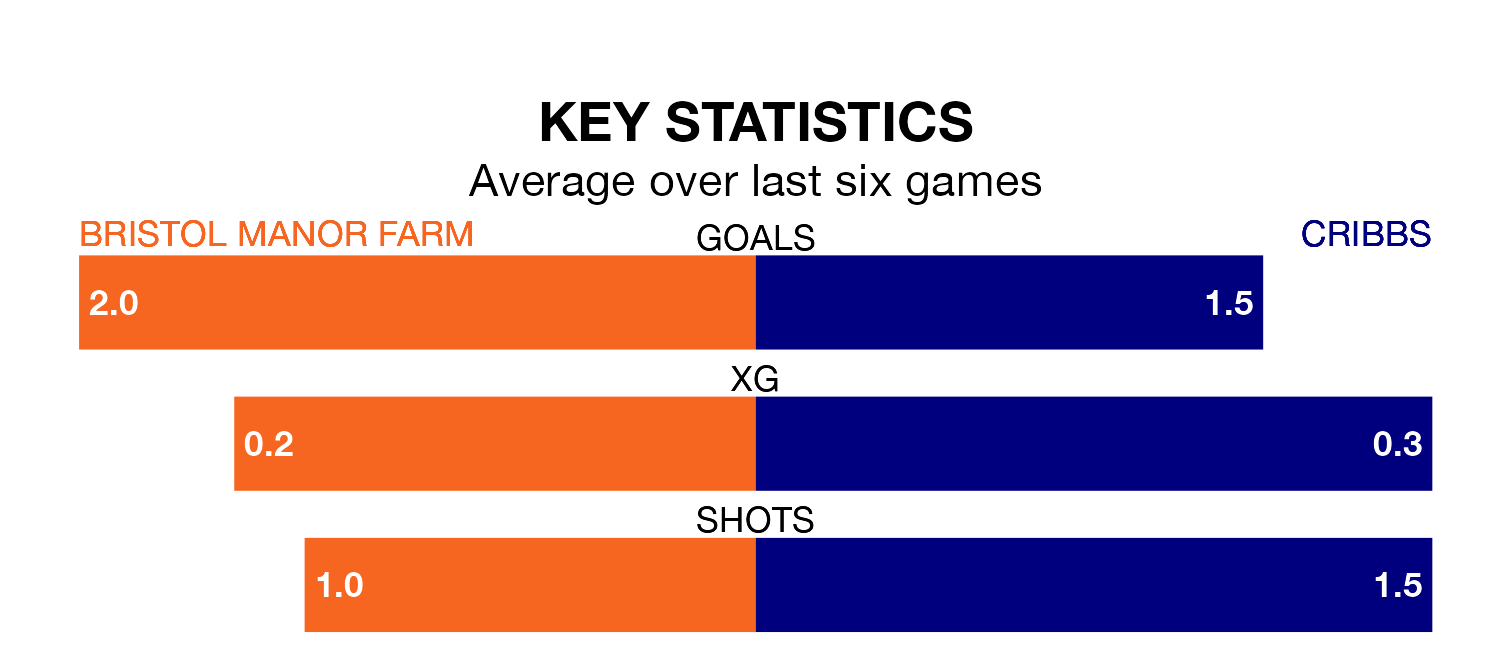 KEY STATISTICS
Average over last six games
BRISTOL MANOR FARM
GOALS
CRIBBS
2.0
1.5
XG
0.2
0.3
SHOTS
1.0
1.5